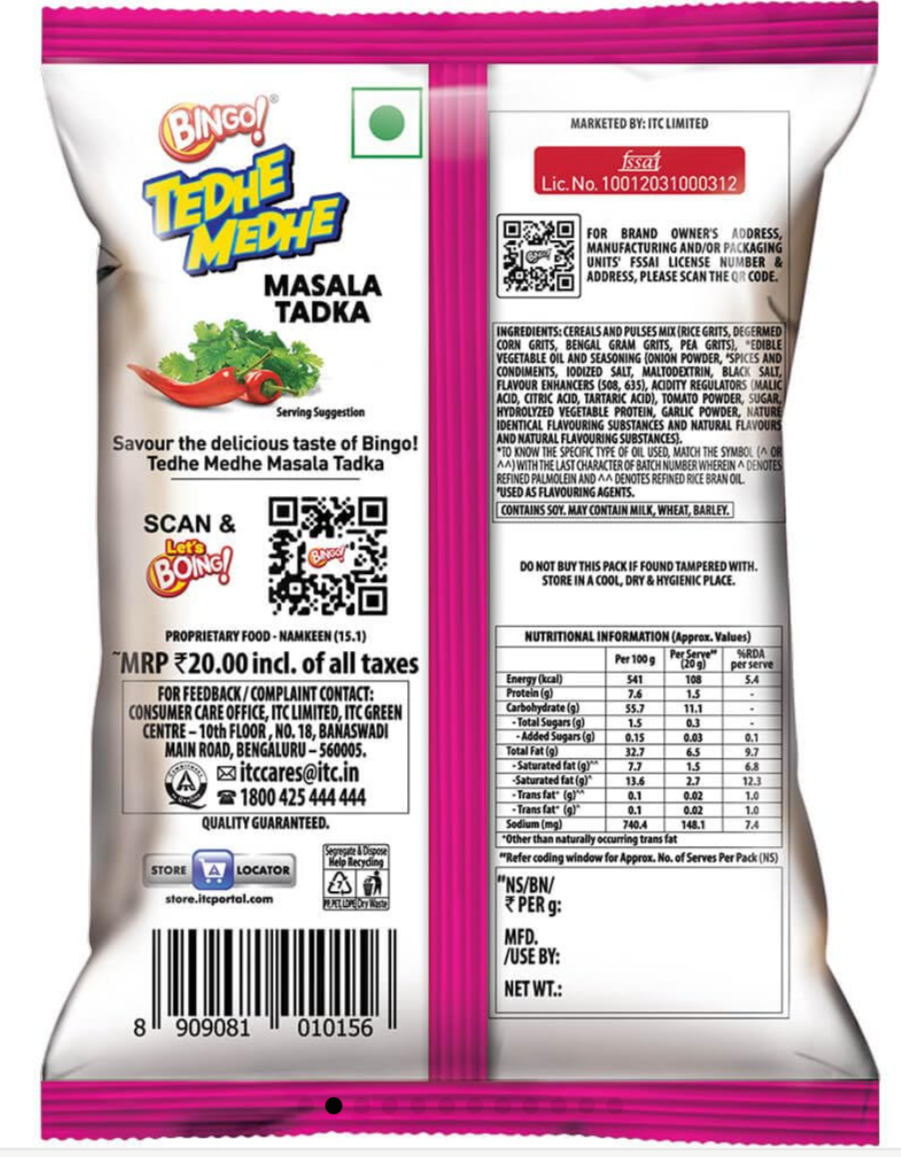 BINGO!®
TEDHE
MEDHE
MASALA
TADKA
Serving Suggestion
Savour the delicious taste of Bingo!
Tedhe Medhe Masala Tadka
SCAN &
Let's
BOING!
BINGO!
PROPRIETARY FOOD - NAMKEEN (15.1)
~MRP ₹20.00 incl. of all taxes
FOR FEEDBACK / COMPLAINT CONTACT:
CONSUMER CARE OFFICE, ITC LIMITED, ITC GREEN
CENTRE – 10th FLOOR, NO. 18, BANASWADI
MAIN ROAD, BENGALURU – 560005.
itccares@itc.in
1800 425 444 444
QUALITY GUARANTEED.
STORE A LOCATOR
store.itcportal.com
Segregate & Dispose
Help Recycling
7
PP, PET, LDPE Dry Waste
8 909081 010156
MARKETED BY: ITC LIMITED
fssai
Lic. No. 10012031000312
FOR BRAND OWNER'S ADDRESS,
MANUFACTURING AND/OR PACKAGING
UNITS' FSSAI LICENSE NUMBER &
ADDRESS, PLEASE SCAN THE QR CODE.
INGREDIENTS: CEREALS AND PULSES MIX (RICE GRITS, DEGERMED
CORN GRITS, BENGAL GRAM GRITS, PEA GRITS), *EDIBLE
VEGETABLE OIL AND SEASONING (ONION POWDER, #SPICES AND
CONDIMENTS, IODIZED SALT, MALTODEXTRIN, BLACK SALT,
FLAVOUR ENHANCERS (508, 635), ACIDITY REGULATORS (MALIC
ACID, CITRIC ACID, TARTARIC ACID), TOMATO POWDER, SUGAR,
HYDROLYZED VEGETABLE PROTEIN, GARLIC POWDER, NATURE
IDENTICAL FLAVOURING SUBSTANCES AND NATURAL FLAVOURS
AND NATURAL FLAVOURING SUBSTANCES).
*TO KNOW THE SPECIFIC TYPE OF OIL USED, MATCH THE SYMBOL (^ OR
^^) WITH THE LAST CHARACTER OF BATCH NUMBER WHEREIN ^ DENOTES
REFINED PALMOLEIN AND ^^ DENOTES REFINED RICE BRAN OIL.
#USED AS FLAVOURING AGENTS.
CONTAINS SOY. MAY CONTAIN MILK, WHEAT, BARLEY.
DO NOT BUY THIS PACK IF FOUND TAMPERED WITH.
STORE IN A COOL, DRY & HYGIENIC PLACE.
NUTRITIONAL INFORMATION (Approx. Values)
Per 100 g Per Serve## (20 g) %RDA per serve
Energy (kcal) 541 108 5.4
Protein (g) 7.6 1.5 -
Carbohydrate (g) 55.7 11.1 -
- Total Sugars (g) 1.5 0.3 -
- Added Sugars (g) 0.15 0.03 0.1
Total Fat (g) 32.7 6.5 9.7
- Saturated fat (g)^^ 7.7 1.5 6.8
-Saturated fat (g)^ 13.6 2.7 12.3
- Trans fat+ (g)^^ 0.1 0.02 1.0
- Trans fat+ (g)^ 0.1 0.02 1.0
Sodium (mg) 740.4 148.1 7.4
+Other than naturally occurring trans fat
##Refer coding window for Approx. No. of Serves Per Pack (NS)
##NS/BN/
₹ PER g:
MFD.
/USE BY:
NET WT.: